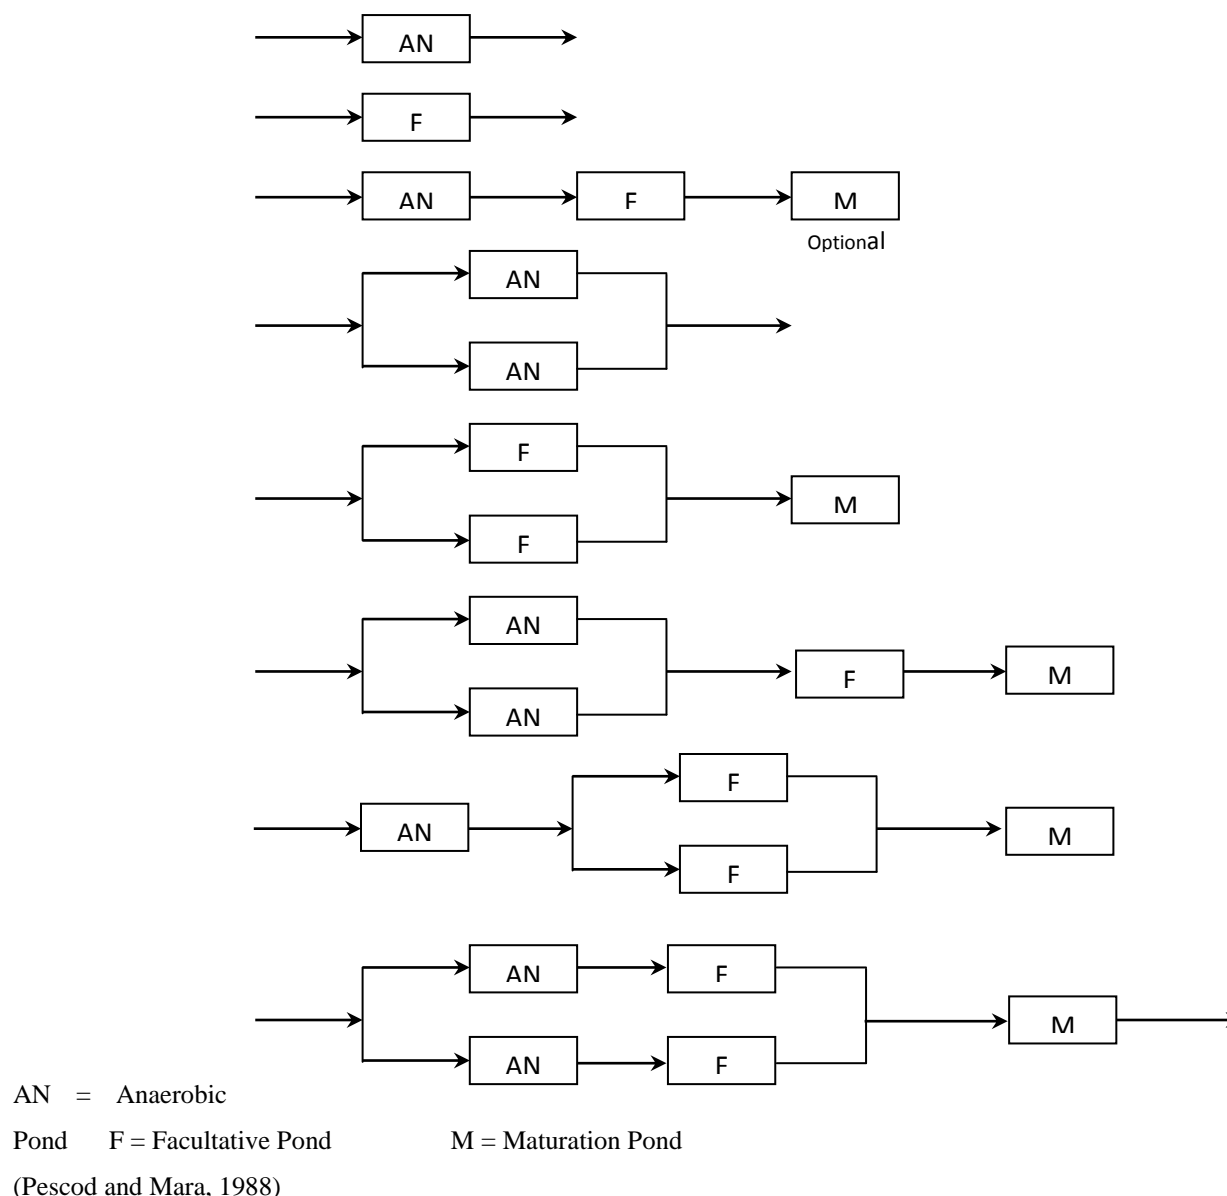 AN
F
AN F M
Optional
AN
AN
F
M
F
AN
F M
AN
F
AN M
F
AN F
M
AN F
AN = Anaerobic
Pond F = Facultative Pond M = Maturation Pond
(Pescod and Mara, 1988)